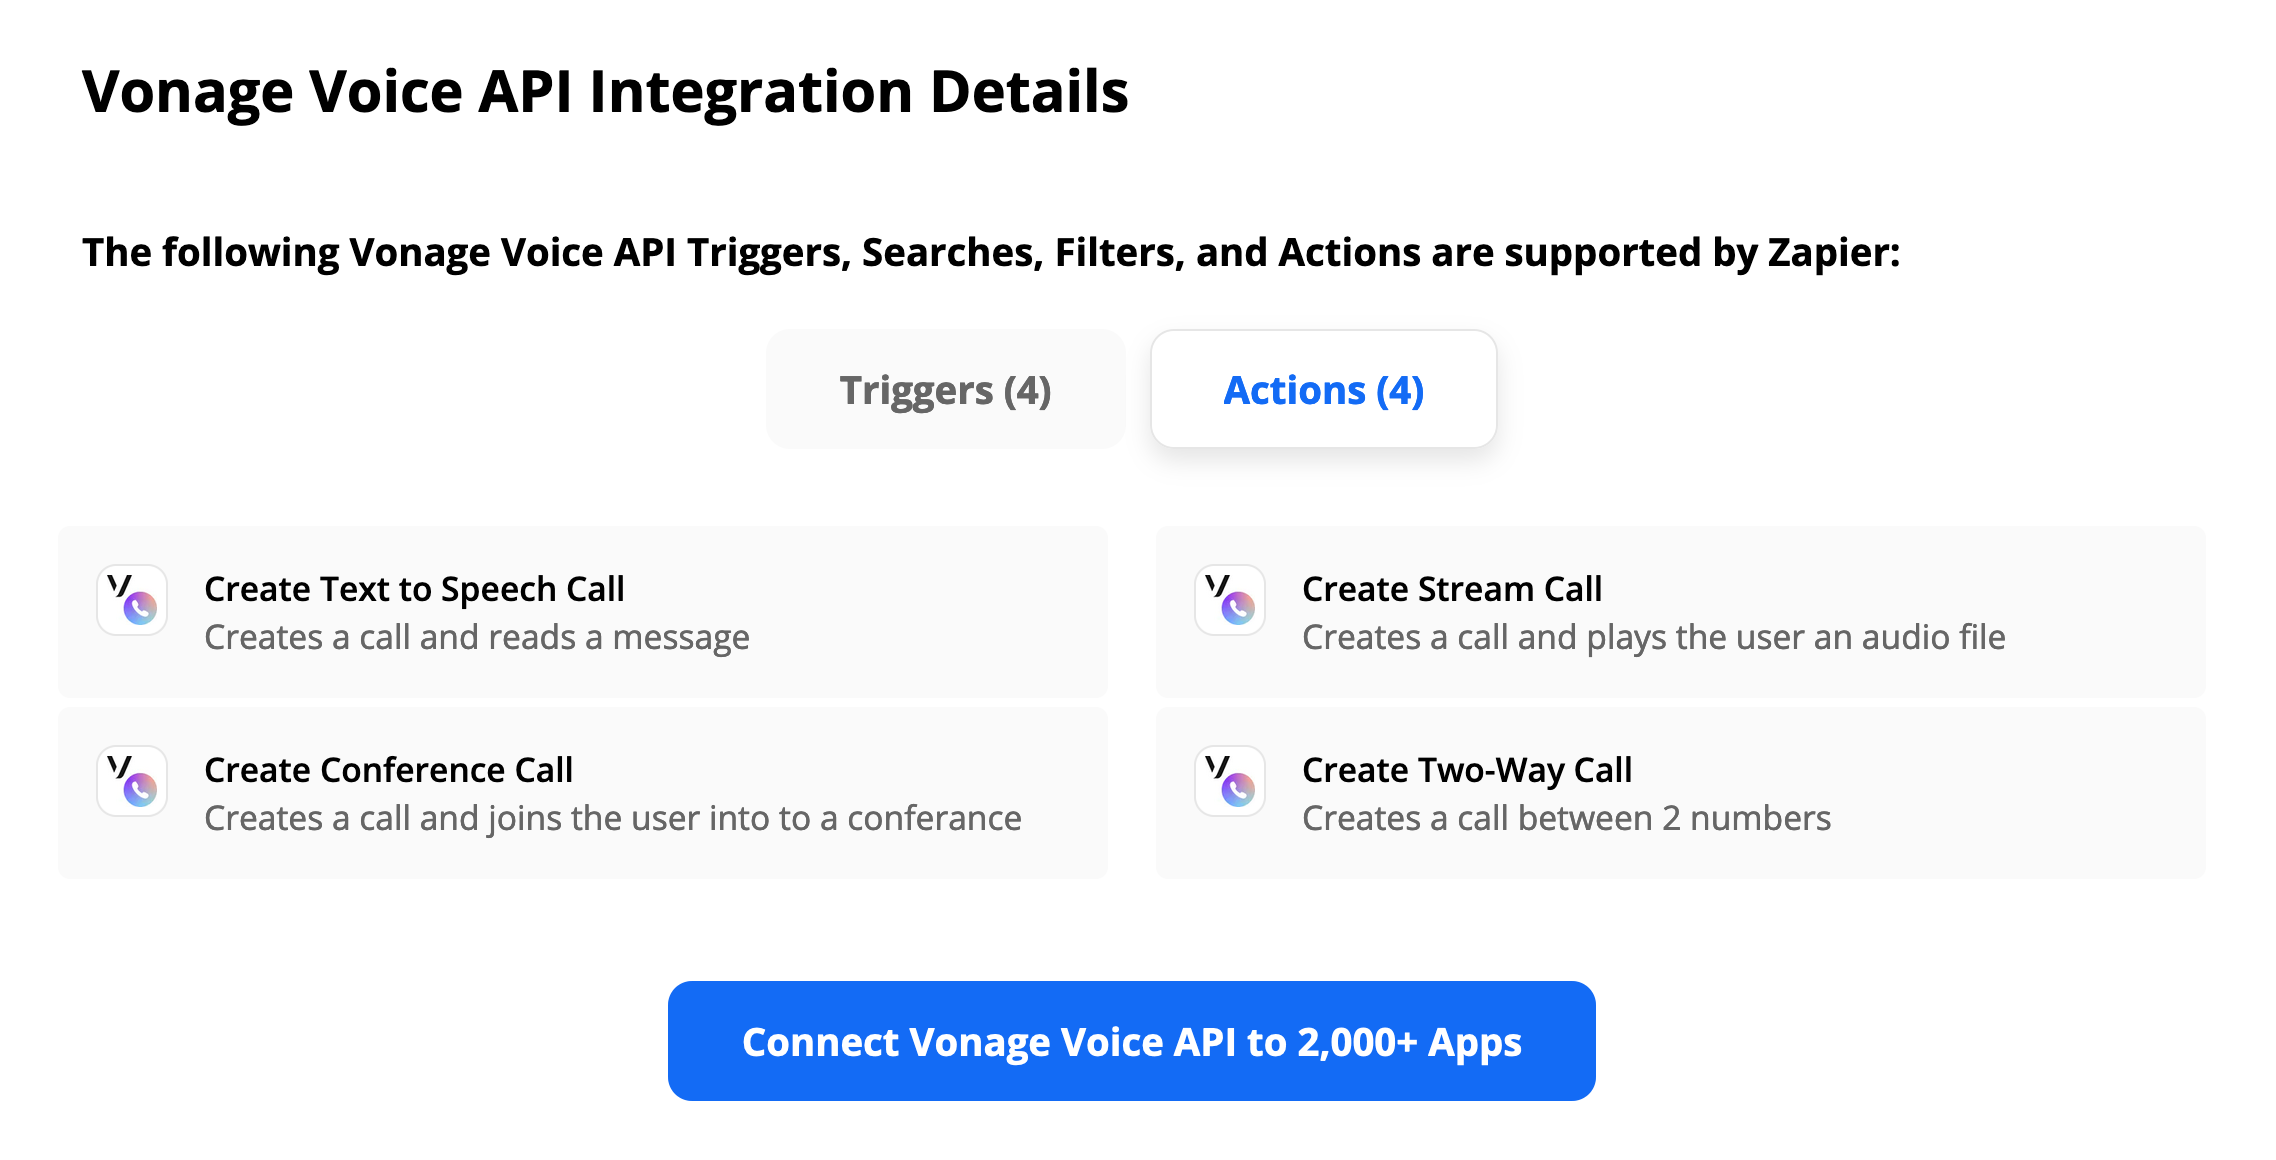 Vonage Voice API Integration Details
The following Vonage Voice API Triggers, Searches, Filters, and Actions are supported by Zapier:
Triggers (4)
Actions (4)
Create Text to Speech Call
Creates a call and reads a message
Create Stream Call
Creates a call and plays the user an audio file
Create Conference Call
Creates a call and joins the user into to a conferance
Create Two-Way Call
Creates a call between 2 numbers
Connect Vonage Voice API to 2,000+ Apps